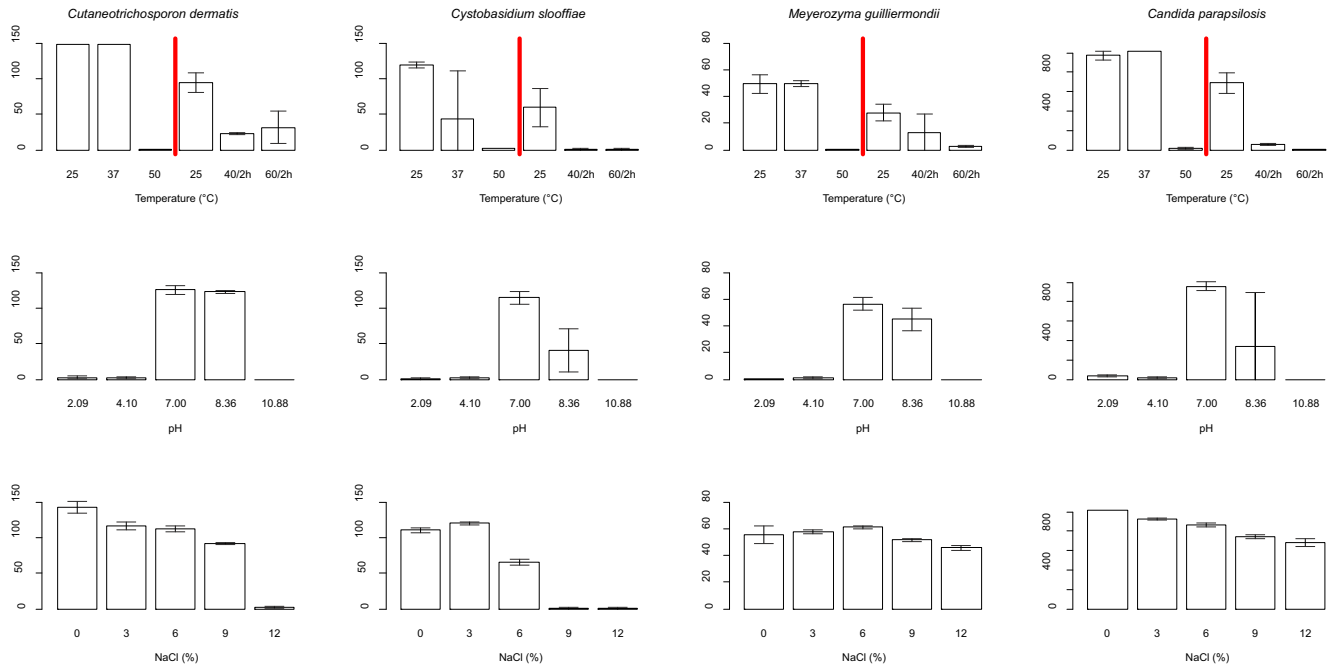 Cutaneotrichosporon dermatis
Cystobasidium slooffiae
Meyerozyma guilliermondii
Candida parapsilosis
0 50 100 150
25 37 50 25 40/2h 60/2h
Temperature (°C)
0 50 100 150
25 37 50 25 40/2h 60/2h
Temperature (°C)
0 20 40 60 80
25 37 50 25 40/2h 60/2h
Temperature (°C)
0 400 800
25 37 50 25 40/2h 60/2h
Temperature (°C)
0 50 100 150
2.09 4.10 7.00 8.36 10.88
pH
0 50 100 150
2.09 4.10 7.00 8.36 10.88
pH
0 20 40 60 80
2.09 4.10 7.00 8.36 10.88
pH
0 400 800
2.09 4.10 7.00 8.36 10.88
pH
0 50 100 150
0 3 6 9 12
NaCl (%)
0 50 100 150
0 3 6 9 12
NaCl (%)
0 20 40 60 80
0 3 6 9 12
NaCl (%)
0 400 800
0 3 6 9 12
NaCl (%)